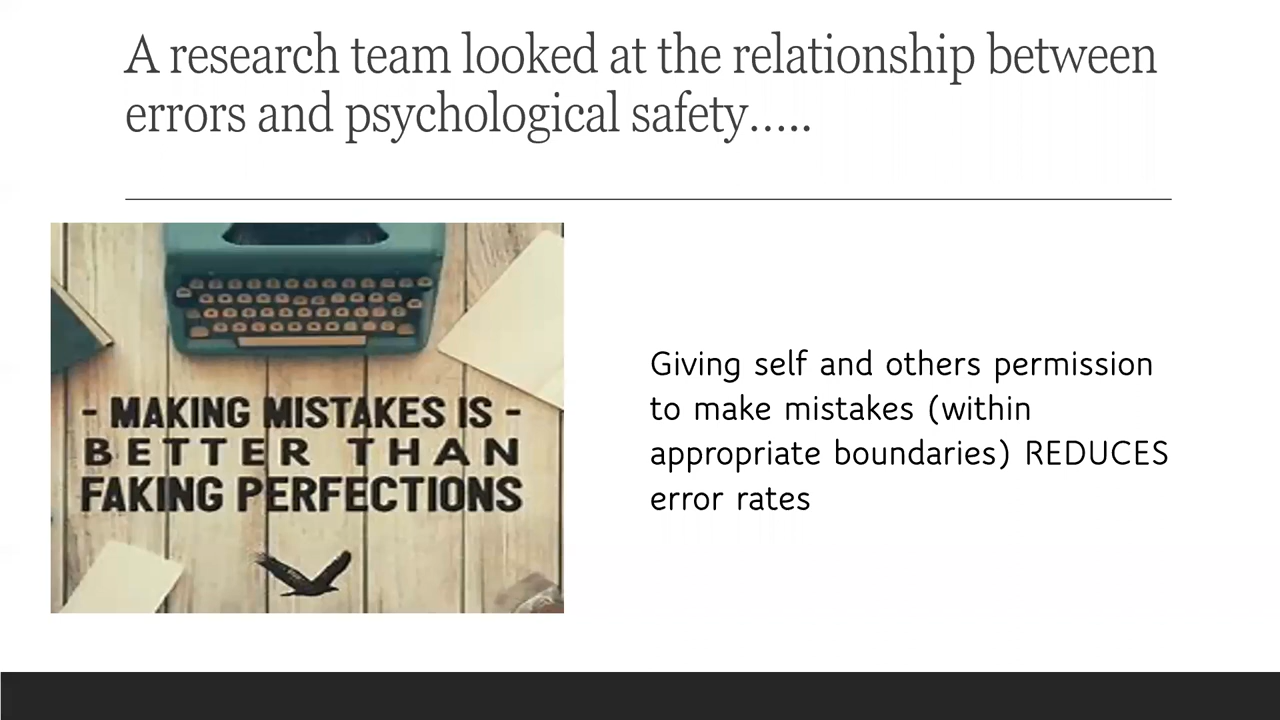 A research team looked at the relationship between
errors and psychological safety.....
- MAKING MISTAKES IS -
BETTER THAN
FAKING PERFECTIONS
Giving self and others permission
to make mistakes (within
appropriate boundaries) REDUCES
error rates